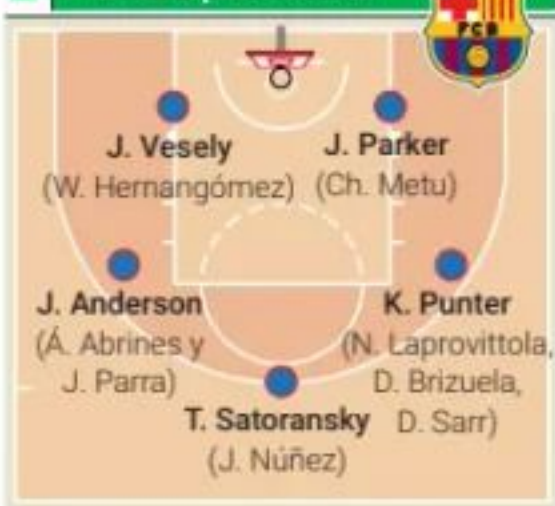 FCB
J. Vesely
(W. Hernangómez)
J. Parker
(Ch. Metu)
J. Anderson
(Á. Abrines y
J. Parra)
K. Punter
(N. Laprovittola,
D. Brizuela,
D. Sarr)
T. Satoransky
(J. Núñez)